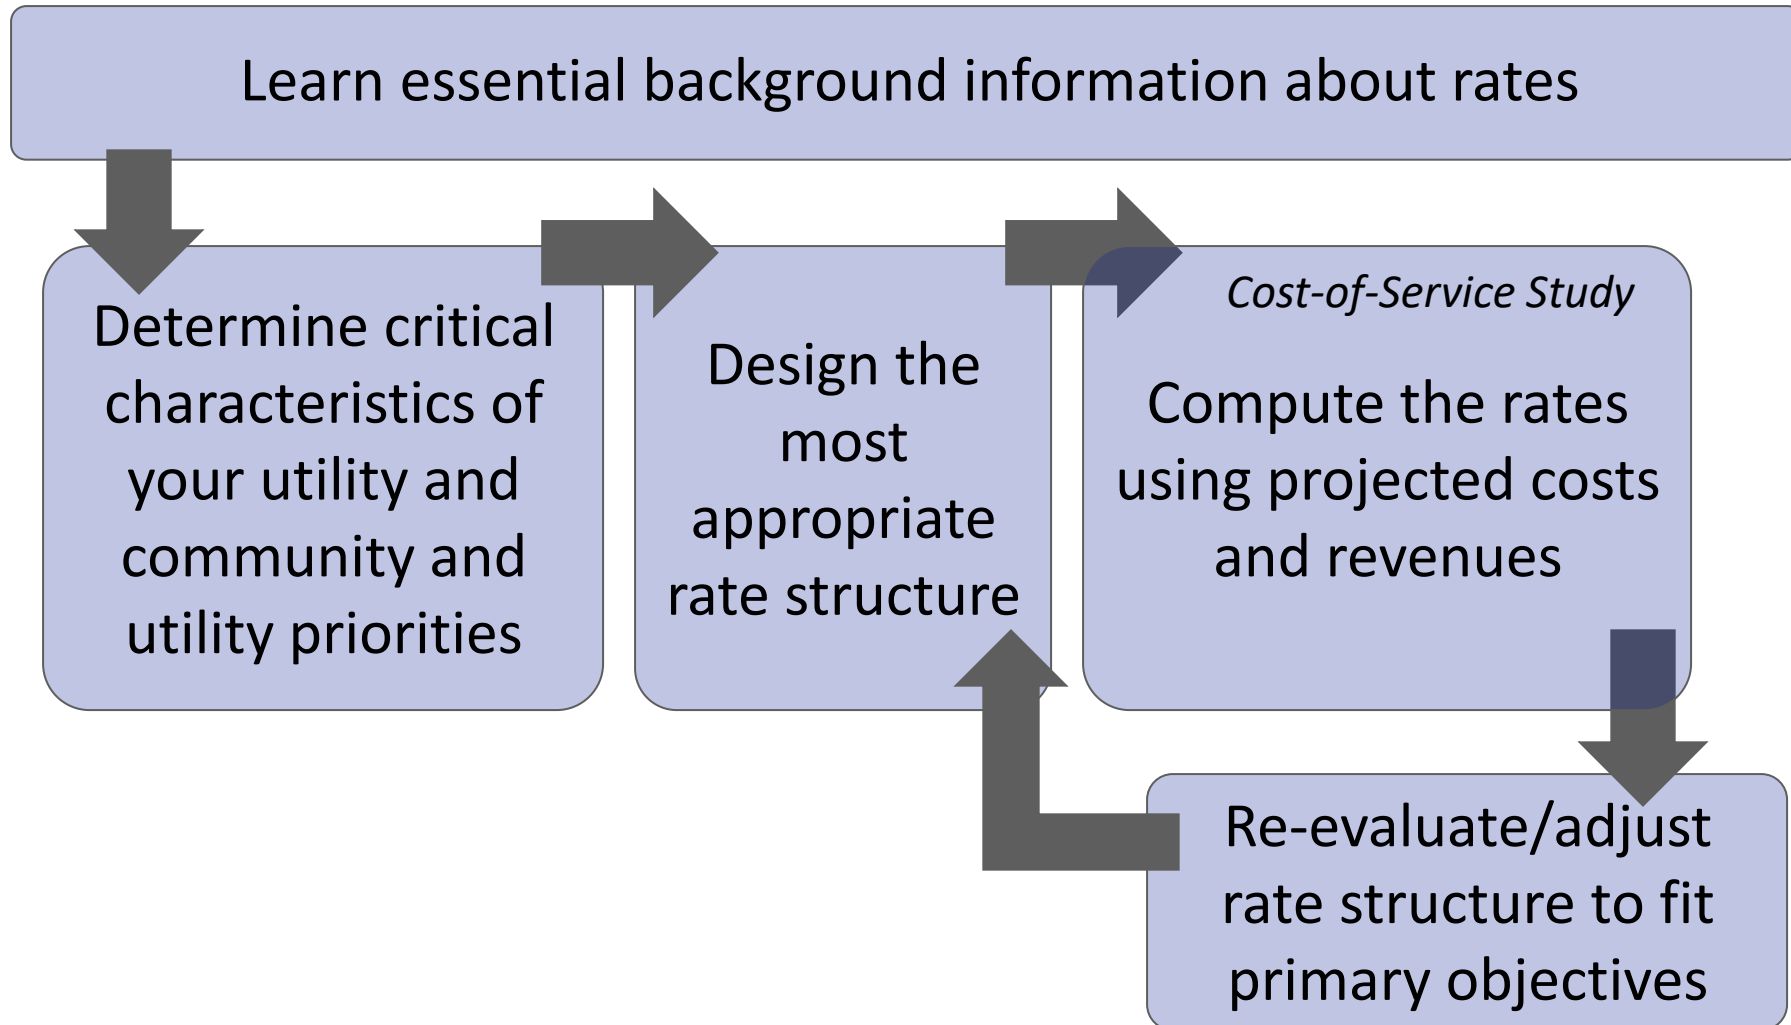 Learn essential background information about rates
Determine critical
characteristics of
your utility and
community and
utility priorities
Design the
most
appropriate
rate structure
Cost-of-Service Study
Compute the rates
using projected costs
and revenues
Re-evaluate/adjust
rate structure to fit
primary objectives